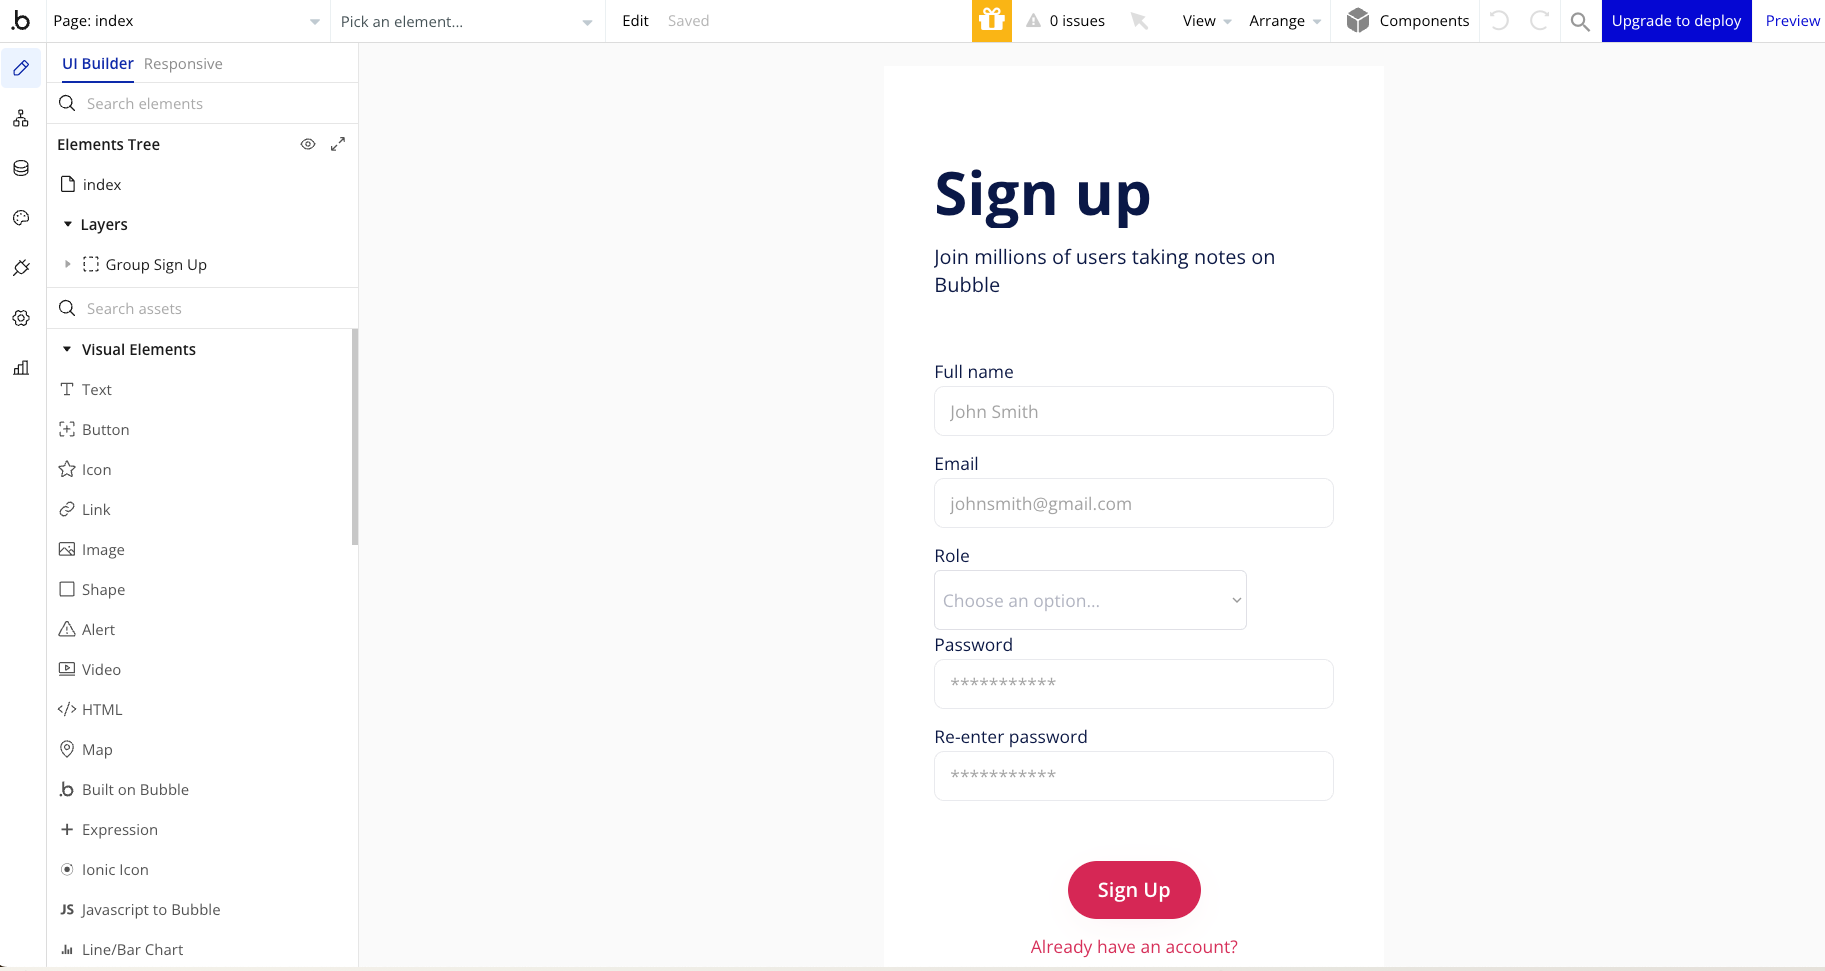 Page: index
Pick an element...
Edit
Saved
0 issues
View
Arrange
Components
Upgrade to deploy
Preview
UI Builder
Responsive
Search elements
Elements Tree
index
Layers
Group Sign Up
Search assets
Visual Elements
Text
Button
Icon
Link
Image
Shape
Alert
Video
</> HTML
Map
Built on Bubble
Expression
Ionic Icon
JS Javascript to Bubble
Line/Bar Chart
Sign up
Join millions of users taking notes on
Bubble
Full name
John Smith
Email
johnsmith@gmail.com
Role
Choose an option...
Password
***********
Re-enter password
***********
Sign Up
Already have an account?